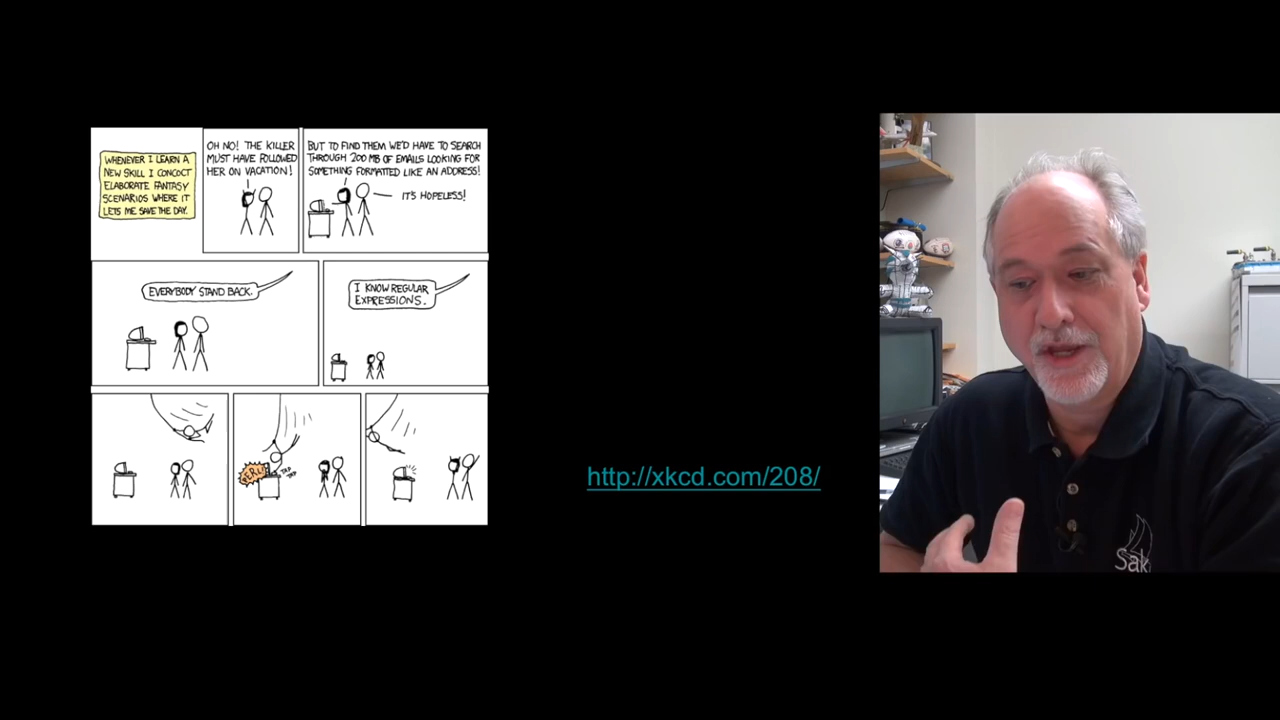 WHENEVER I LEARN A
NEW SKILL I CONCOCT
ELABORATE FANTASY
SCENARIOS WHERE IT
LETS ME SAVE THE DAY.
OH NO! THE KILLER
MUST HAVE FOLLOWED
HER ON VACATION!
BUT TO FIND THEM WE'D HAVE TO SEARCH
THROUGH 200 MB OF EMAILS LOOKING FOR
SOMETHING FORMATTED LIKE AN ADDRESS!
IT'S HOPELESS!
EVERYBODY STAND BACK.
I KNOW REGULAR
EXPRESSIONS.
PERL!
TAP
TAP
http://xkcd.com/208/
Sak